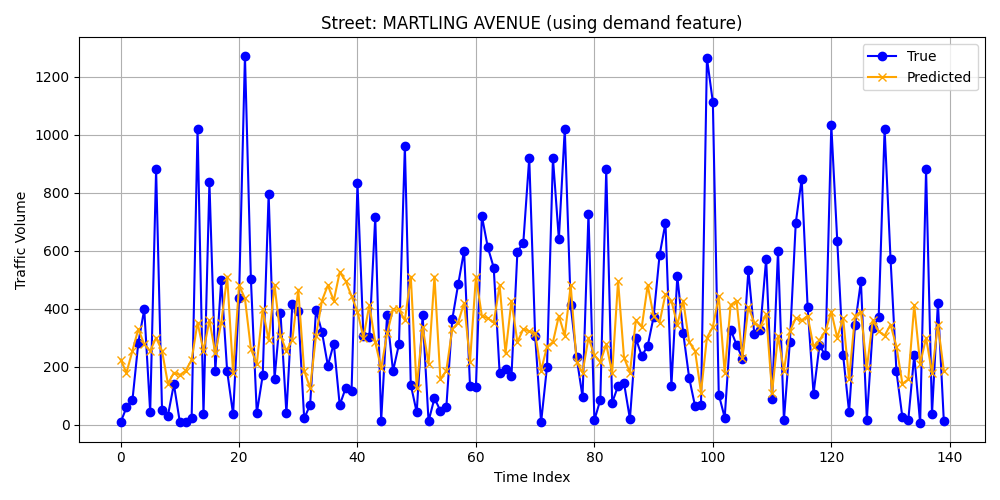 Street: MARTLING AVENUE (using demand feature)
True
Predicted
Traffic Volume
1200
1000
800
600
400
200
0
0 20 40 60 80 100 120 140
Time Index